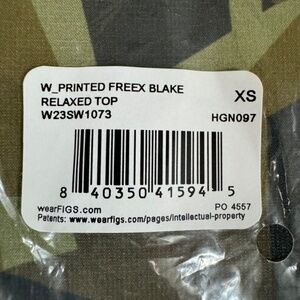 W_PRINTED FREEX BLAKE
RELAXED TOP XS
W23SW1073 HGN097
8 40350 41594 5
wearFIGS.com PO 4557
Patents: www.wearfigs.com/pages/intellectual-property